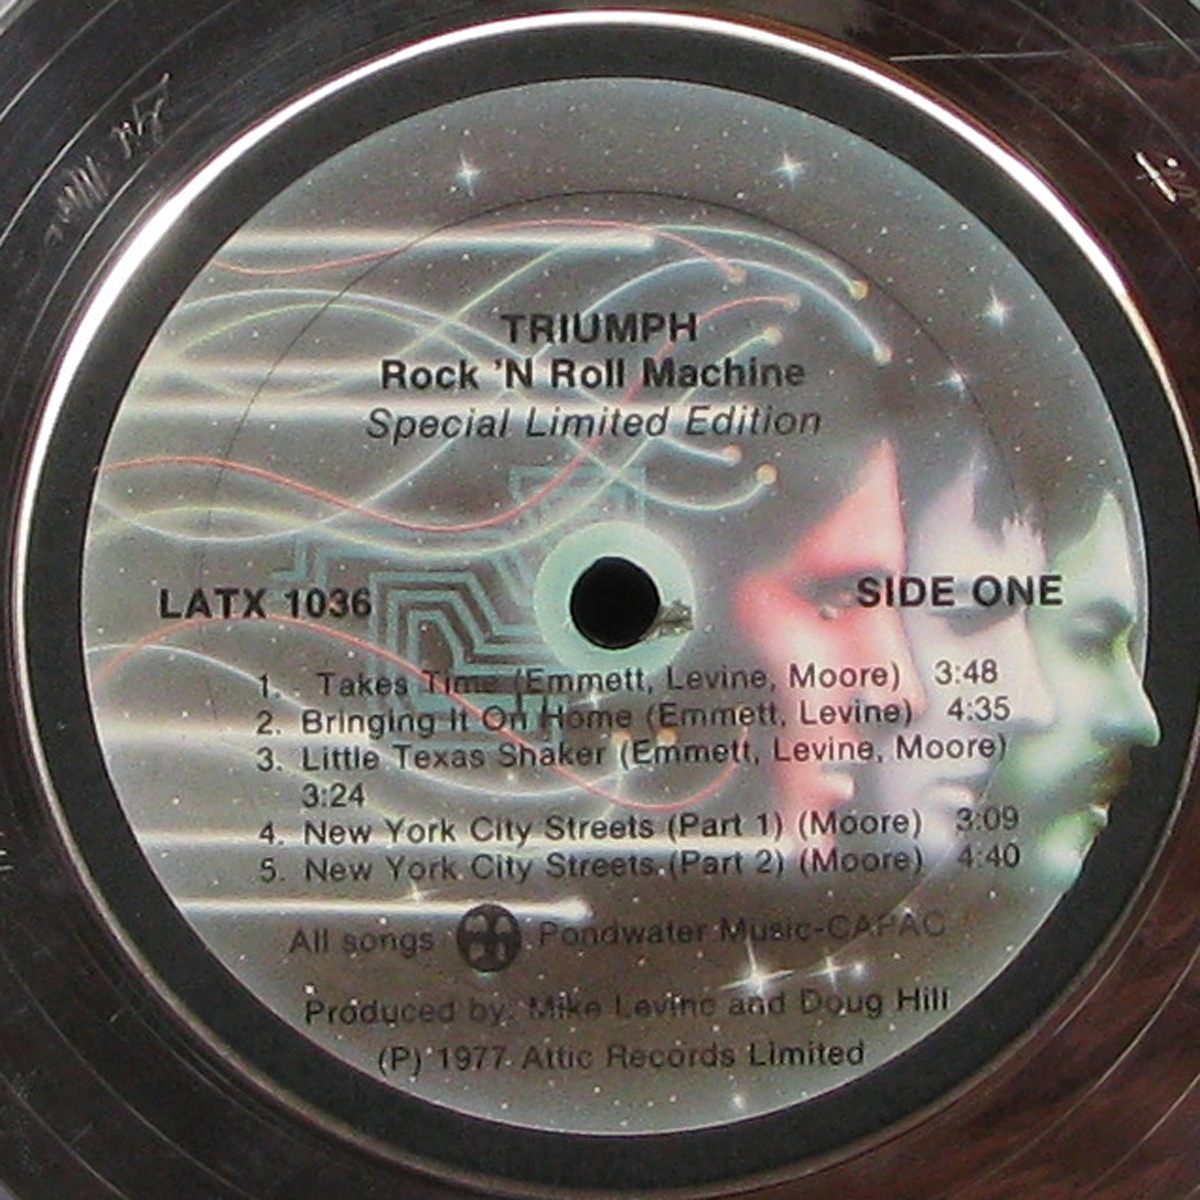 TRIUMPH
Rock 'N Roll Machine
Special Limited Edition
LATX 1036
SIDE ONE
1. Takes Time (Emmett, Levine, Moore) 3:48
2. Bringing It On Home (Emmett, Levine) 4:35
3. Little Texas Shaker (Emmett, Levine, Moore)
3:24
4. New York City Streets (Part 1) (Moore) 3:09
5. New York City Streets (Part 2) (Moore) 4:40
All songs Pondwater Music-CAPAC
Produced by: Mike Levine and Doug Hill
(P) 1977 Attic Records Limited